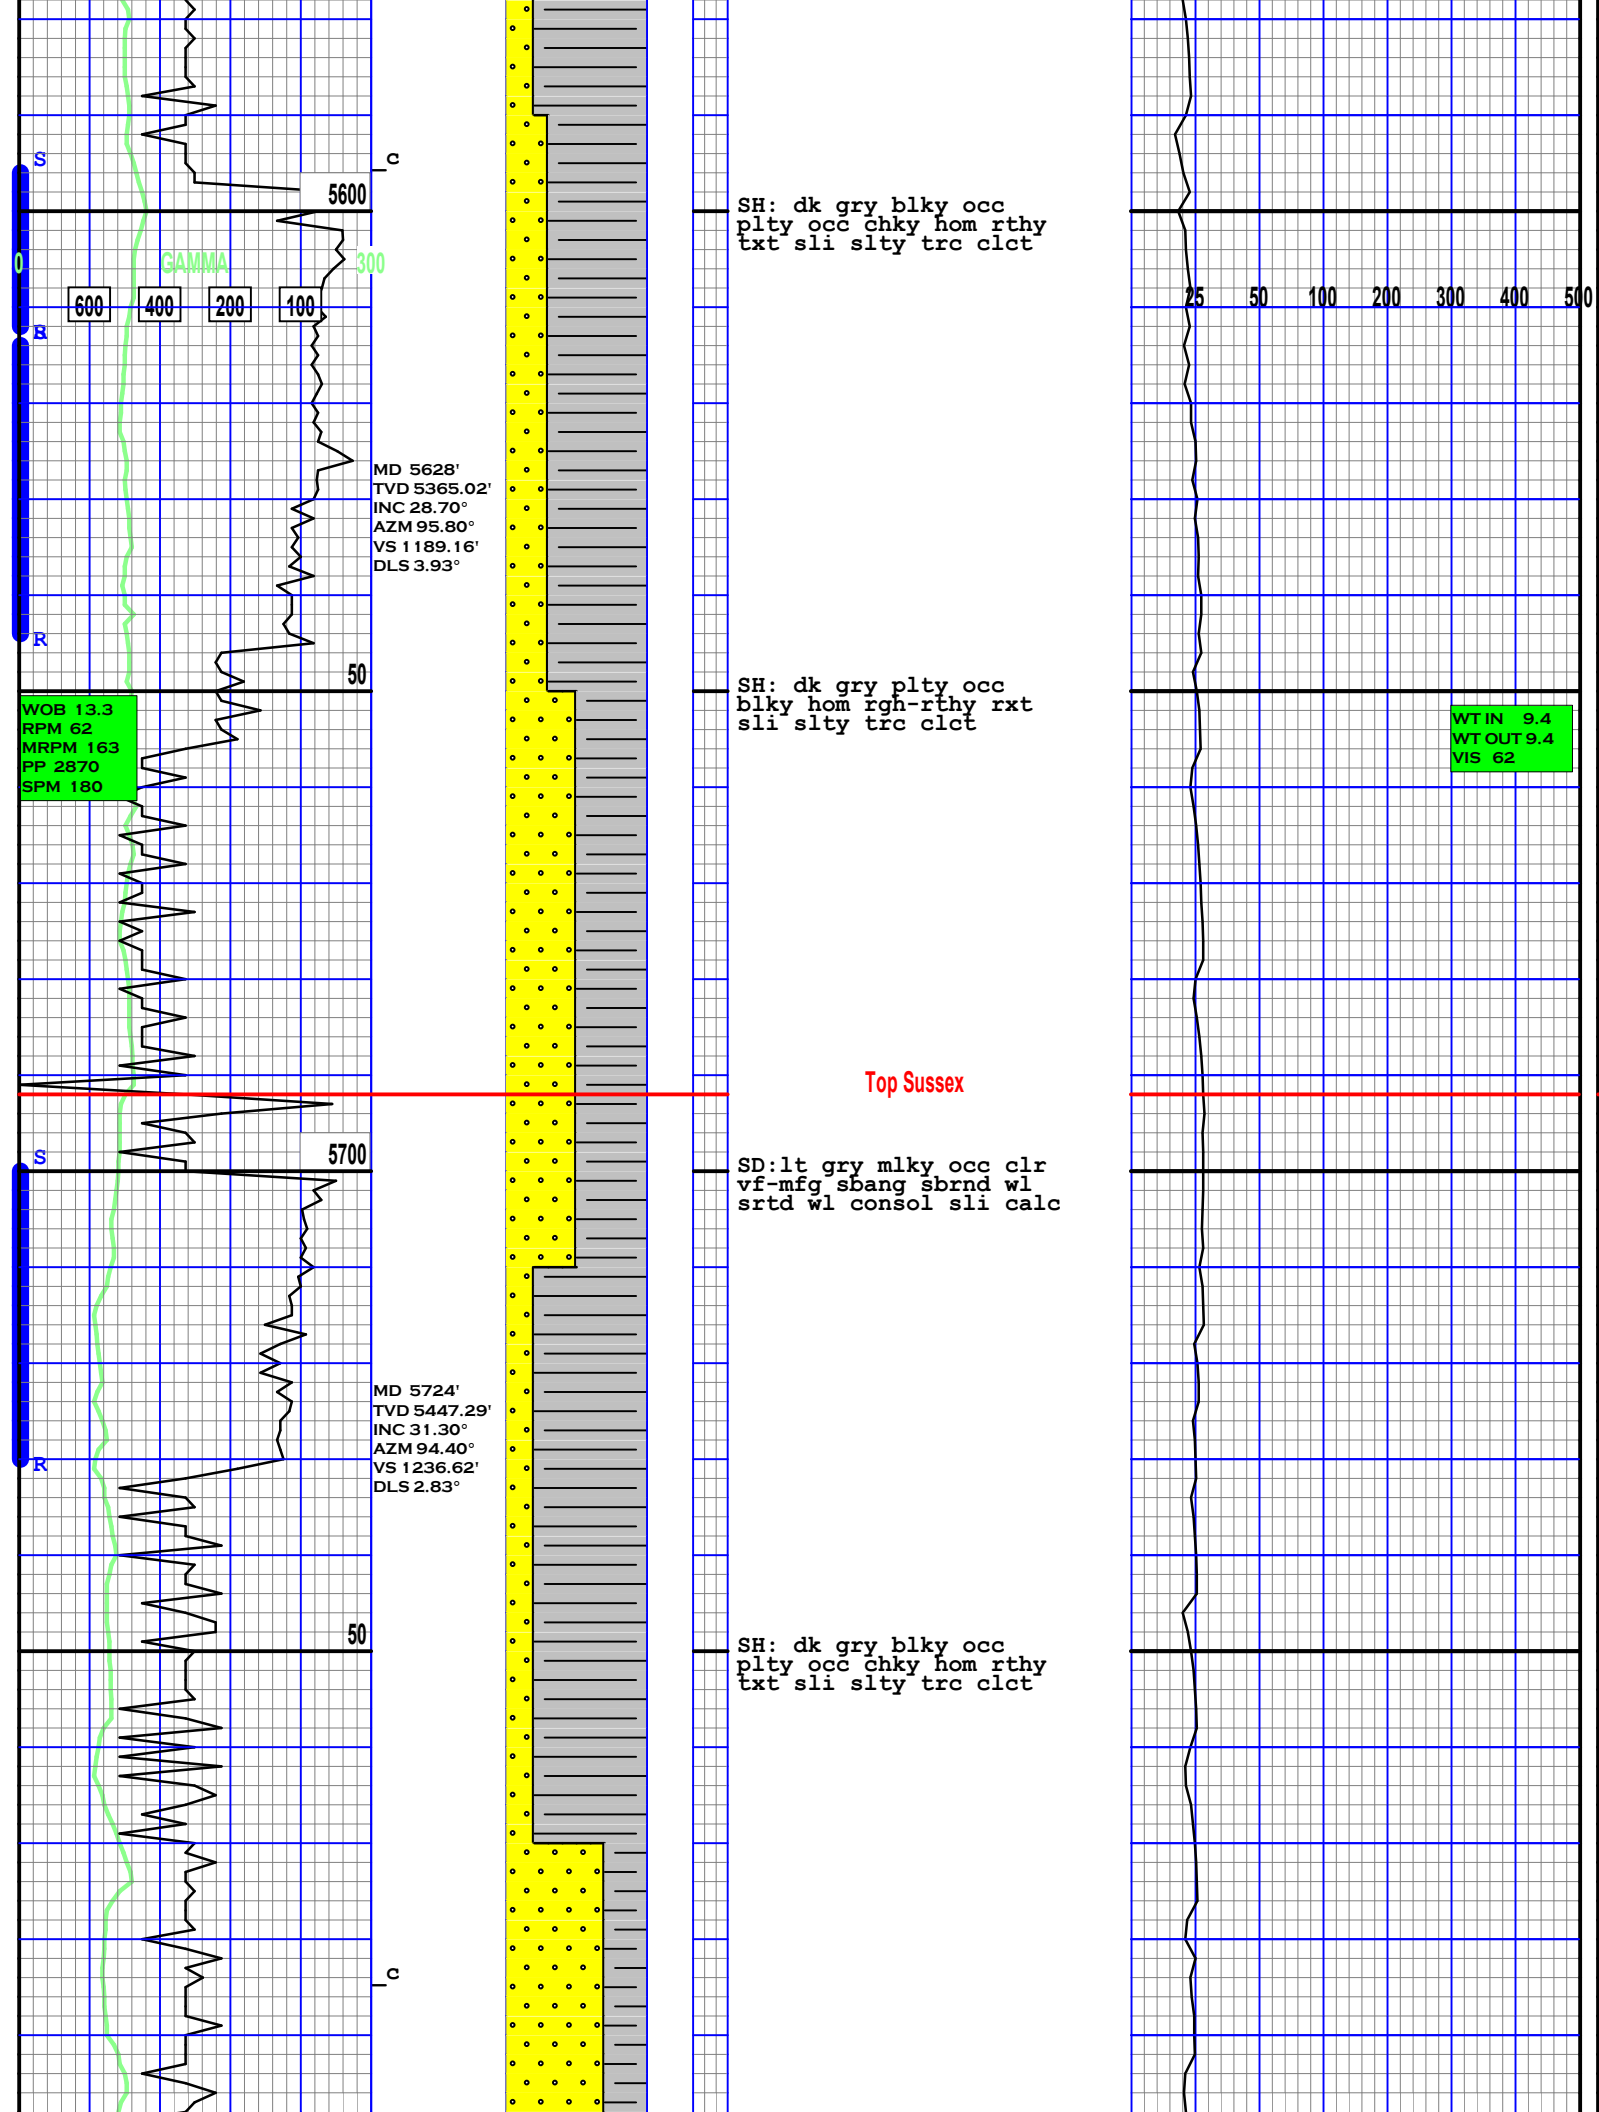 S
C
5600
SH: dk gry blky occ
plty occ chky hom rthy
txt sli slty trc clct
0 GAMMA 300
600 400 200 100
25 50 100 200 300 400 500
R
MD 5628'
TVD 5365.02'
INC 28.70°
AZM 95.80°
VS 1189.16'
DLS 3.93°
R
50
SH: dk gry plty occ
blky hom rgh-rthy rxt
sli slty trc clct
WOB 13.3
RPM 62
MRPM 163
PP 2870
SPM 180
WT IN 9.4
WT OUT 9.4
VIS 62
Top Sussex
S
5700
SD:lt gry mlky occ clr
vf-mfg sbang sbrnd wl
srtd wl consol sli calc
MD 5724'
TVD 5447.29'
INC 31.30°
AZM 94.40°
VS 1236.62'
DLS 2.83°
R
50
SH: dk gry blky occ
plty occ chky hom rthy
txt sli slty trc clct
C